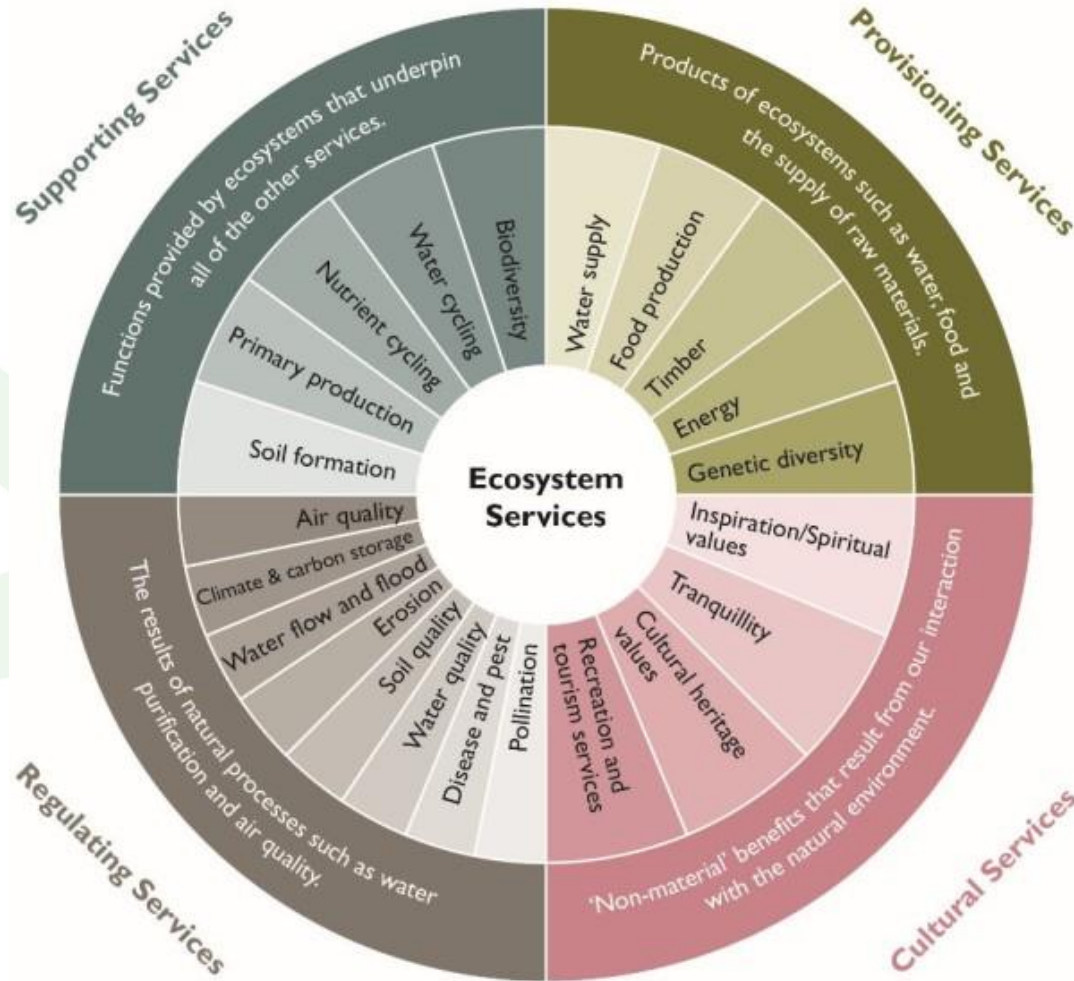 Supporting Services
Functions provided by ecosystems that underpin
all of the other services.
Soil formation
Primary production
Nutrient cycling
Water cycling
Biodiversity
Provisioning Services
Products of ecosystems such as water, food and
the supply of raw materials.
Water supply
Food production
Timber
Energy
Genetic diversity
Ecosystem
Services
Cultural Services
'Non-material' benefits that result from our interaction
with the natural environment.
Inspiration/Spiritual
values
Tranquillity
Cultural heritage
values
Recreation and
tourism services
Regulating Services
The results of natural processes such as water
purification and air quality.
Air quality
Climate & carbon storage
Water flow and flood
Erosion
Soil quality
Water quality
Disease and pest
Pollination